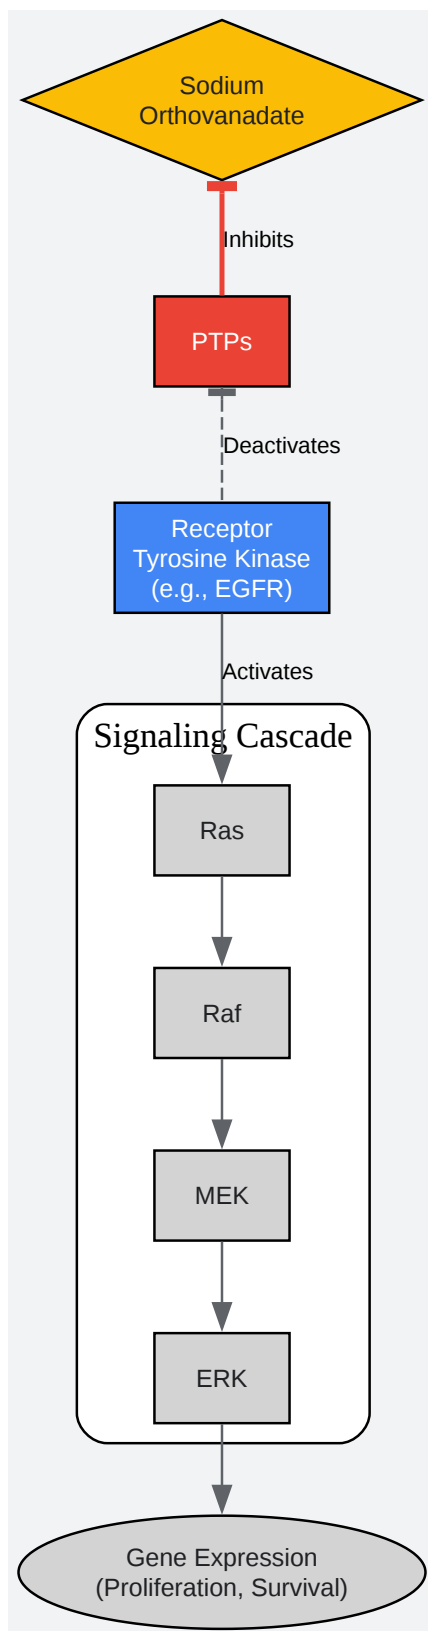 Sodium
Orthovanadate
Inhibits
PTPs
Deactivates
Receptor
Tyrosine Kinase
(e.g., EGFR)
Activates
Signaling Cascade
Ras
Raf
MEK
ERK
Gene Expression
(Proliferation, Survival)